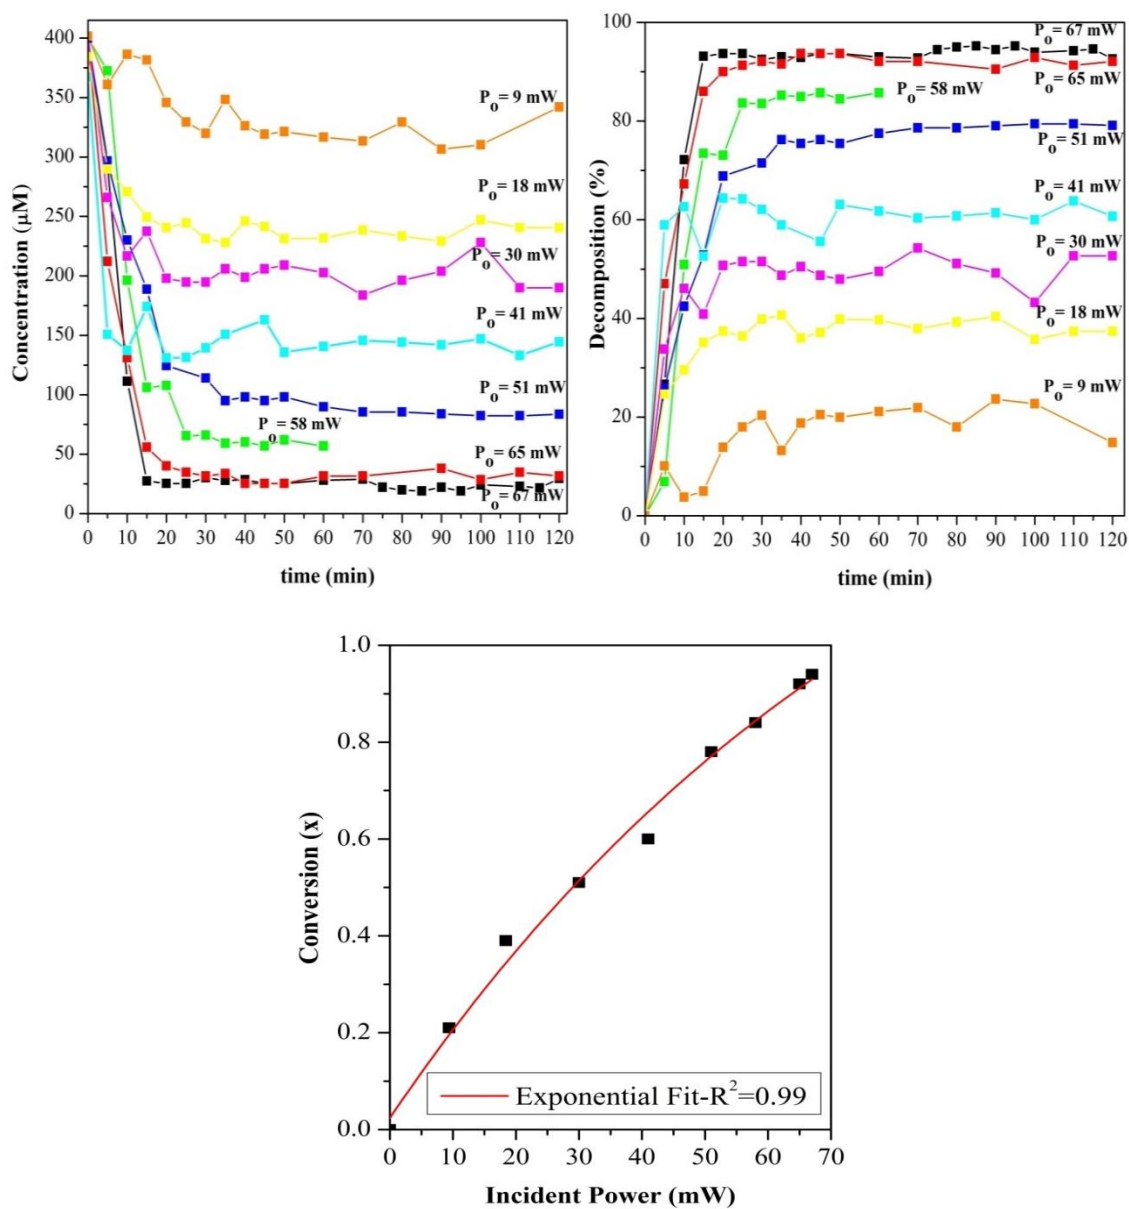 400
350
300
250
200
150
100
50
0
Concentration (μM)
P₀= 9 mW
P₀= 18 mW
P₀= 30 mW
P₀= 41 mW
P₀= 51 mW
P₀= 58 mW
P₀= 65 mW
P₀= 67 mW
0 10 20 30 40 50 60 70 80 90 100 110 120
time (min)
100
80
60
40
20
0
Decomposition (%)
P₀= 67 mW
P₀= 65 mW
P₀= 58 mW
P₀= 51 mW
P₀= 41 mW
P₀= 30 mW
P₀= 18 mW
P₀= 9 mW
0 10 20 30 40 50 60 70 80 90 100 110 120
time (min)
1.0
0.8
0.6
0.4
0.2
0.0
Conversion (x)
Exponential Fit-R²=0.99
0 10 20 30 40 50 60 70
Incident Power (mW)